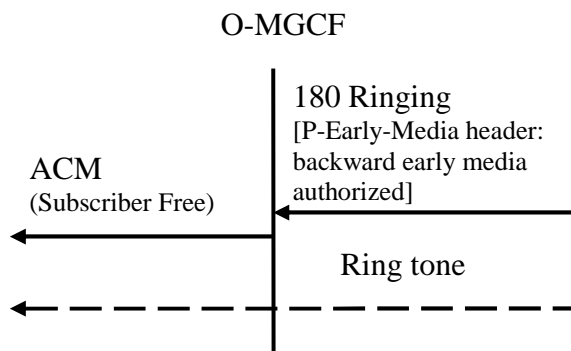 O-MGCF
180 Ringing
[P-Early-Media header:
backward early media
authorized]
ACM
(Subscriber Free)
Ring tone